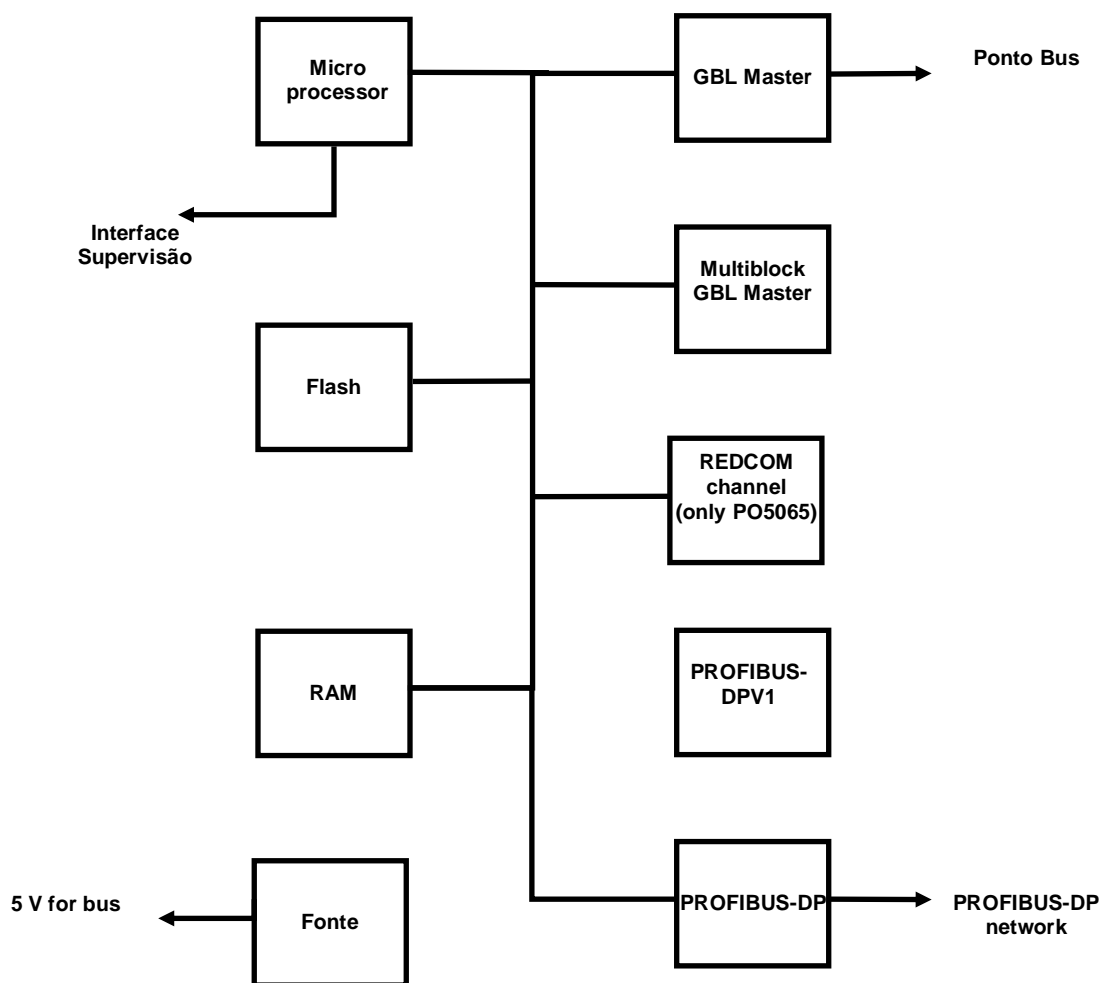 Micro
processor
GBL Master
Ponto Bus
Interface
Supervisão
Multiblock
GBL Master
Flash
REDCOM
channel
(only PO5065)
RAM
PROFIBUS-
DPV1
5 V for bus
Fonte
PROFIBUS-DP
PROFIBUS-DP
network